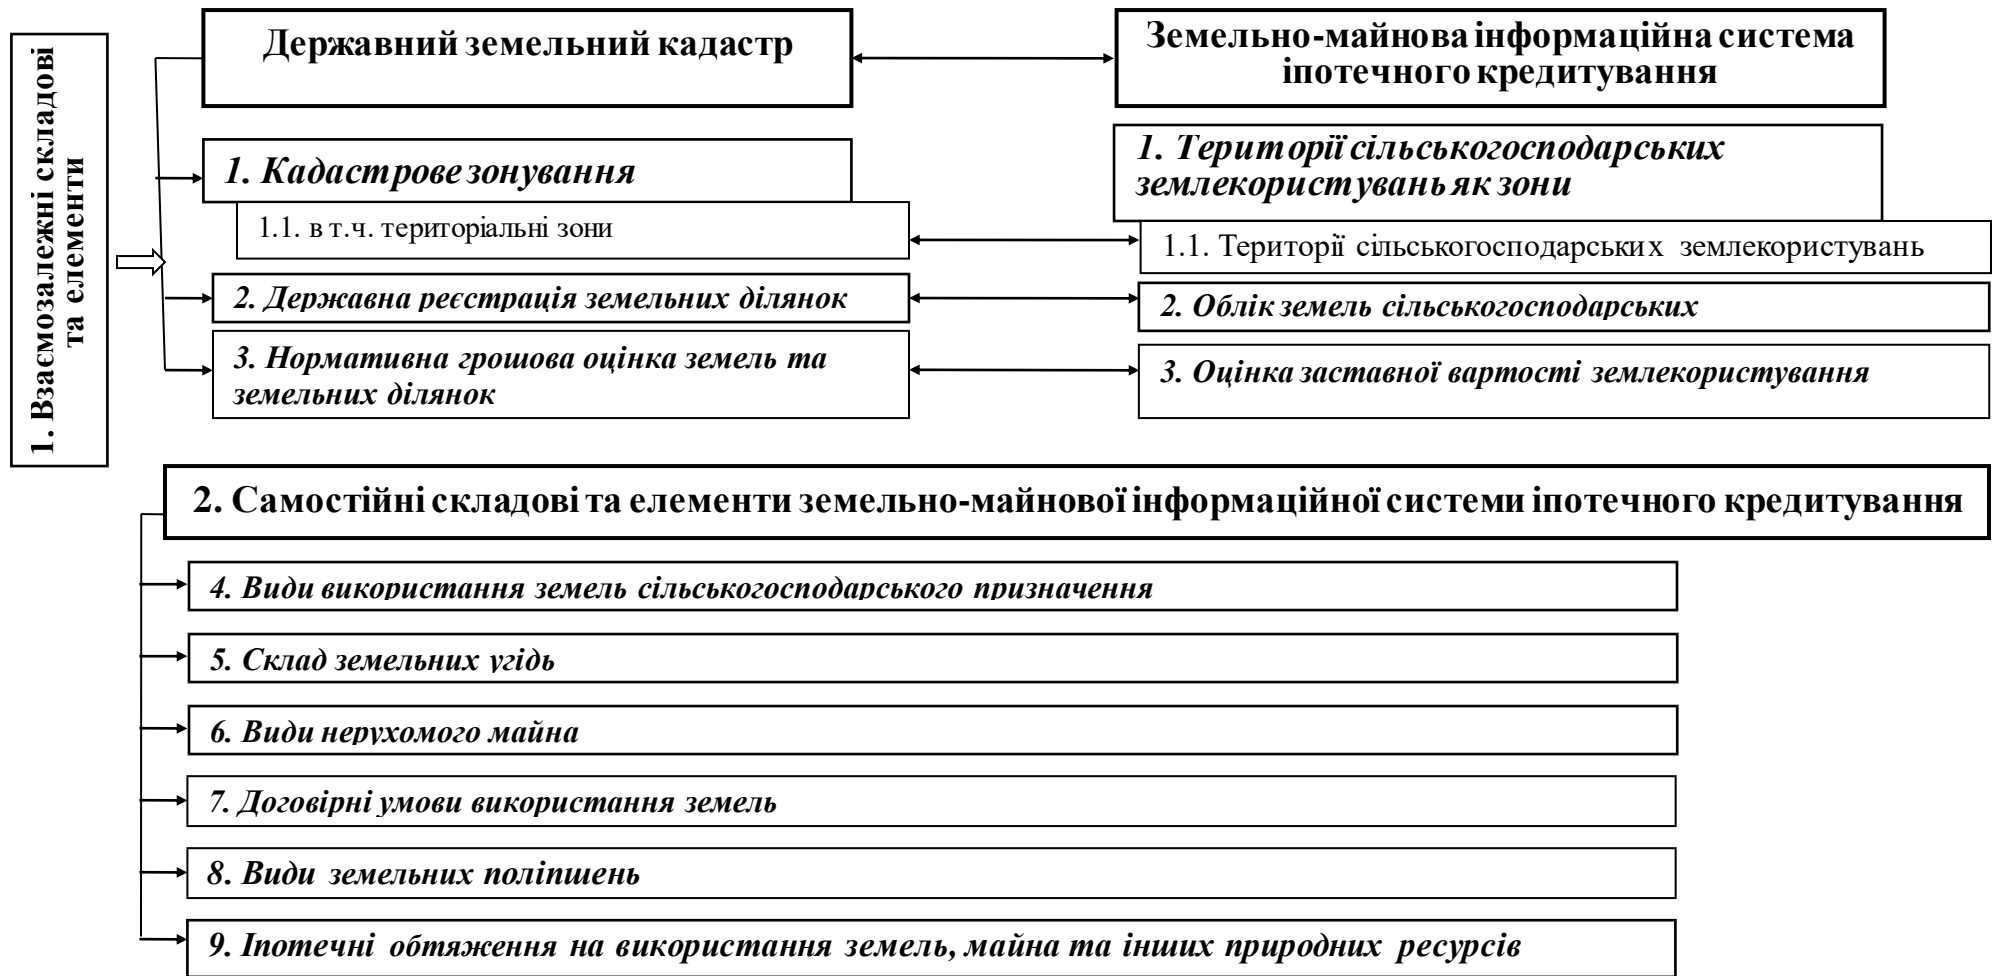 1. Взаємозалежні складові
та елементи
Державний земельний кадастр
Земельно-майнова інформаційна система
іпотечного кредитування
1. Кадастрове зонування
1. Території сільськогосподарських
землекористувань як зони
1.1. в т.ч. територіальні зони
1.1. Території сільськогосподарських землекористувань
2. Державна реєстрація земельних ділянок
2. Облік земель сільськогосподарських
3. Нормативна грошова оцінка земель та
земельних ділянок
3. Оцінка заставної вартості землекористування
2. Самостійні складові та елементи земельно-майнової інформаційної системи іпотечного кредитування
4. Види використання земель сільськогосподарського призначення
5. Склад земельних угідь
6. Види нерухомого майна
7. Договірні умови використання земель
8. Види земельних поліпшень
9. Іпотечні обтяження на використання земель, майна та інших природних ресурсів